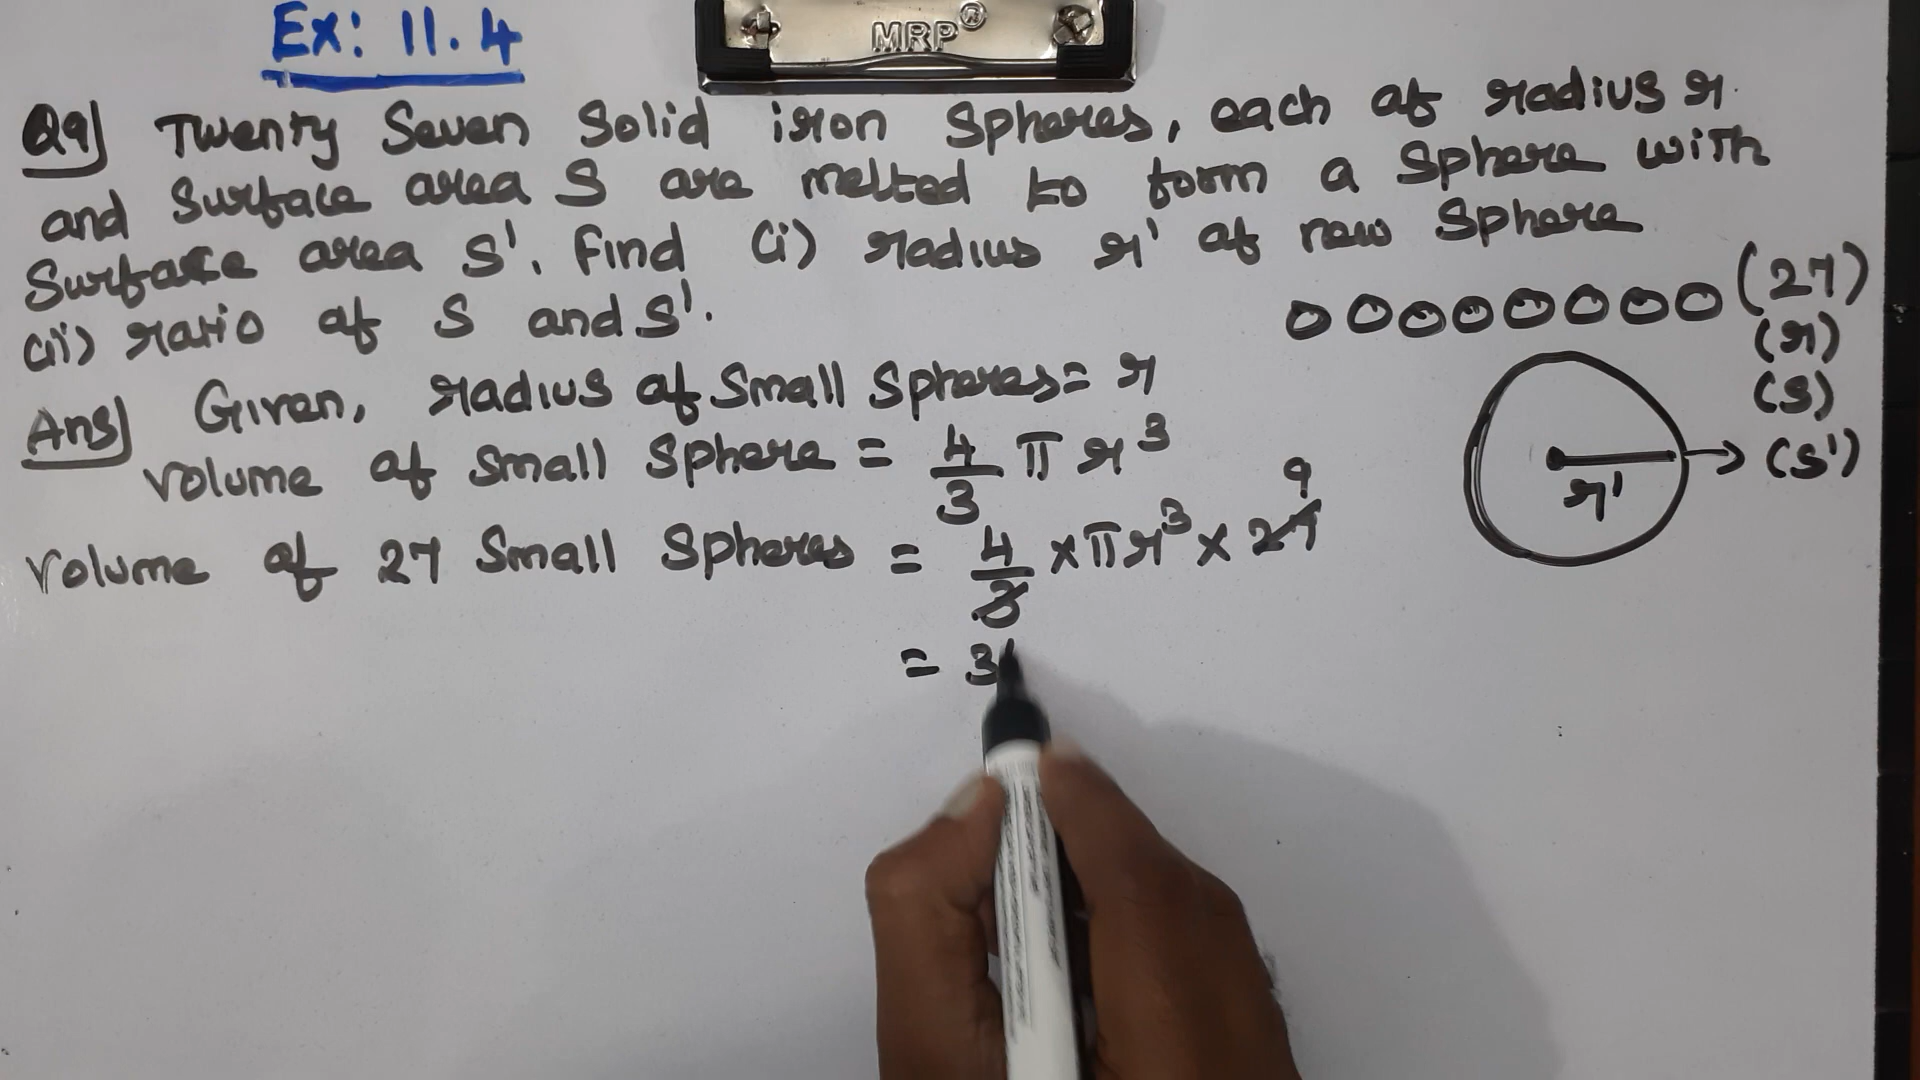 Ex: 11.4
MRP®
Q9) Twenty Seven Solid iron Spheres, each of radius r
and Surface area S are melted to form a Sphere with
Surface area S'. Find (i) radius r' of new Sphere
(ii) ratio of S and S'.
(27)
(r)
(S)
(S')
r'
Ans) Given, radius of Small Spheres = r
Volume of Small Sphere = 4/3 π r³
Volume of 27 Small Spheres = 4/3 × π r³ × 27 9
= 3